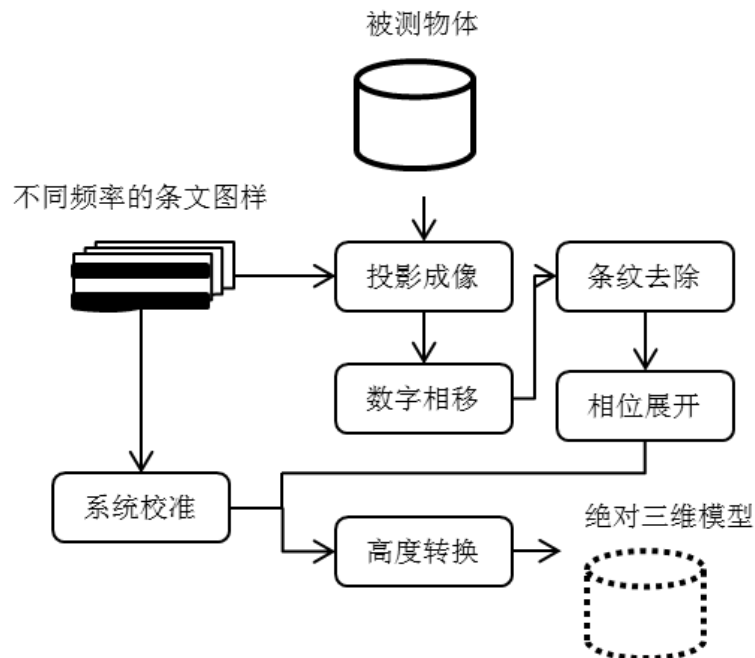 被测物体
不同频率的条文图样
投影成像
条纹去除
数字相移
相位展开
系统校准
绝对三维模型
高度转换